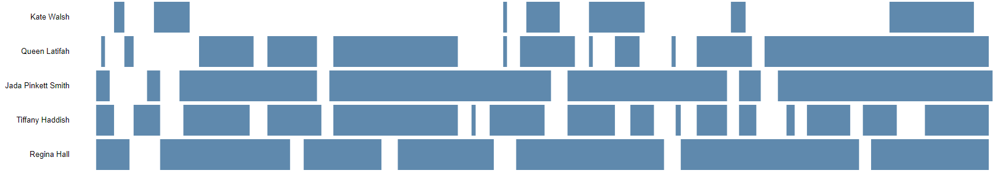 Kate Walsh
Queen Latifah
Jada Pinkett Smith
Tiffany Haddish
Regina Hall